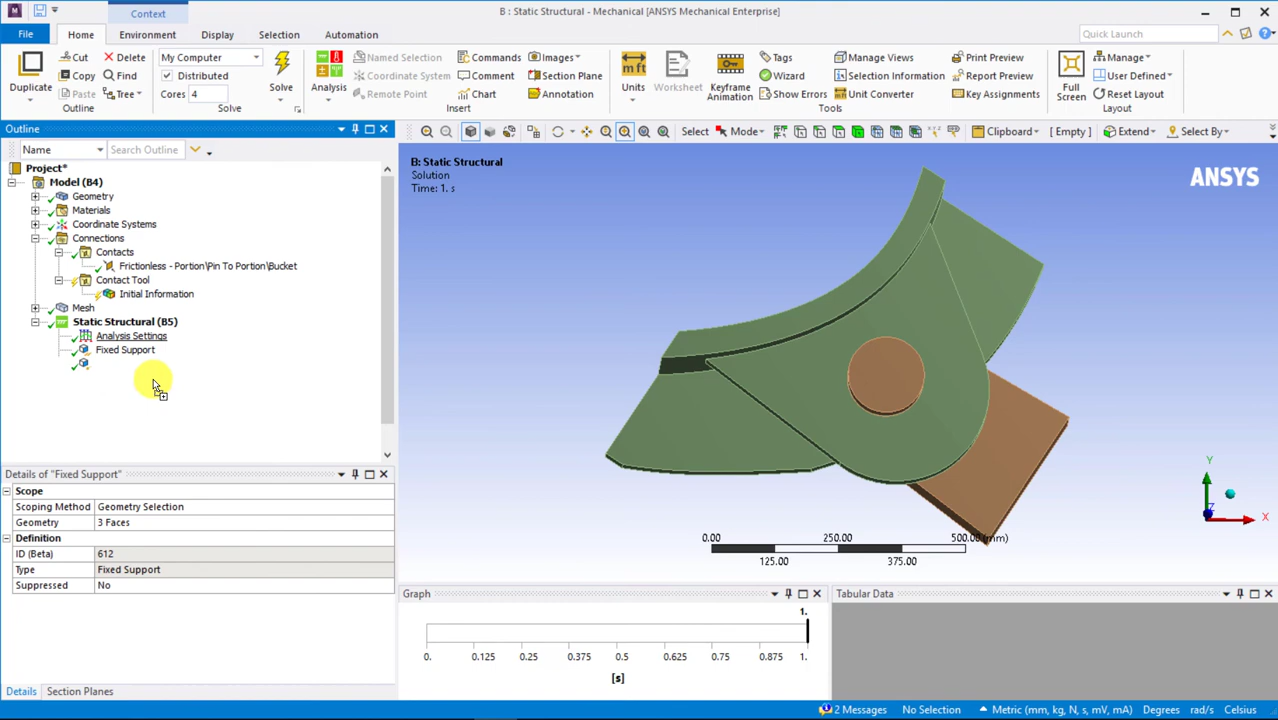 Context
B : Static Structural - Mechanical [ANSYS Mechanical Enterprise]
File
Home
Environment
Display
Selection
Automation
Quick Launch
Duplicate
Cut
Copy
Paste
Delete
Find
Tree
Outline
My Computer
Distributed
Cores 4
Solve
Solve
Analysis
Named Selection
Coordinate System
Remote Point
Commands
Comment
Chart
Images
Section Plane
Annotation
Insert
Units
Worksheet
Keyframe Animation
Tags
Wizard
Show Errors
Manage Views
Selection Information
Unit Converter
Tools
Print Preview
Report Preview
Key Assignments
Full Screen
Manage
User Defined
Reset Layout
Layout
Outline
Name
Search Outline
Select
Mode
Clipboard
[ Empty ]
Extend
Select By
Project*
Model (B4)
Geometry
Materials
Coordinate Systems
Connections
Contacts
Frictionless - Portion\Pin To Portion\Bucket
Contact Tool
Initial Information
Mesh
Static Structural (B5)
Analysis Settings
Fixed Support
B: Static Structural
Solution
Time: 1. s
ANSYS
Y
X
Z
0.00
250.00
500.00 (mm)
125.00
375.00
Details of "Fixed Support"
Scope
Scoping Method Geometry Selection
Geometry 3 Faces
Definition
ID (Beta) 612
Type Fixed Support
Suppressed No
Graph
1.
0.
0.125
0.25
0.375
0.5
0.625
0.75
0.875
1.
[s]
Tabular Data
Details
Section Planes
2 Messages
No Selection
Metric (mm, kg, N, s, mV, mA)
Degrees
rad/s
Celsius